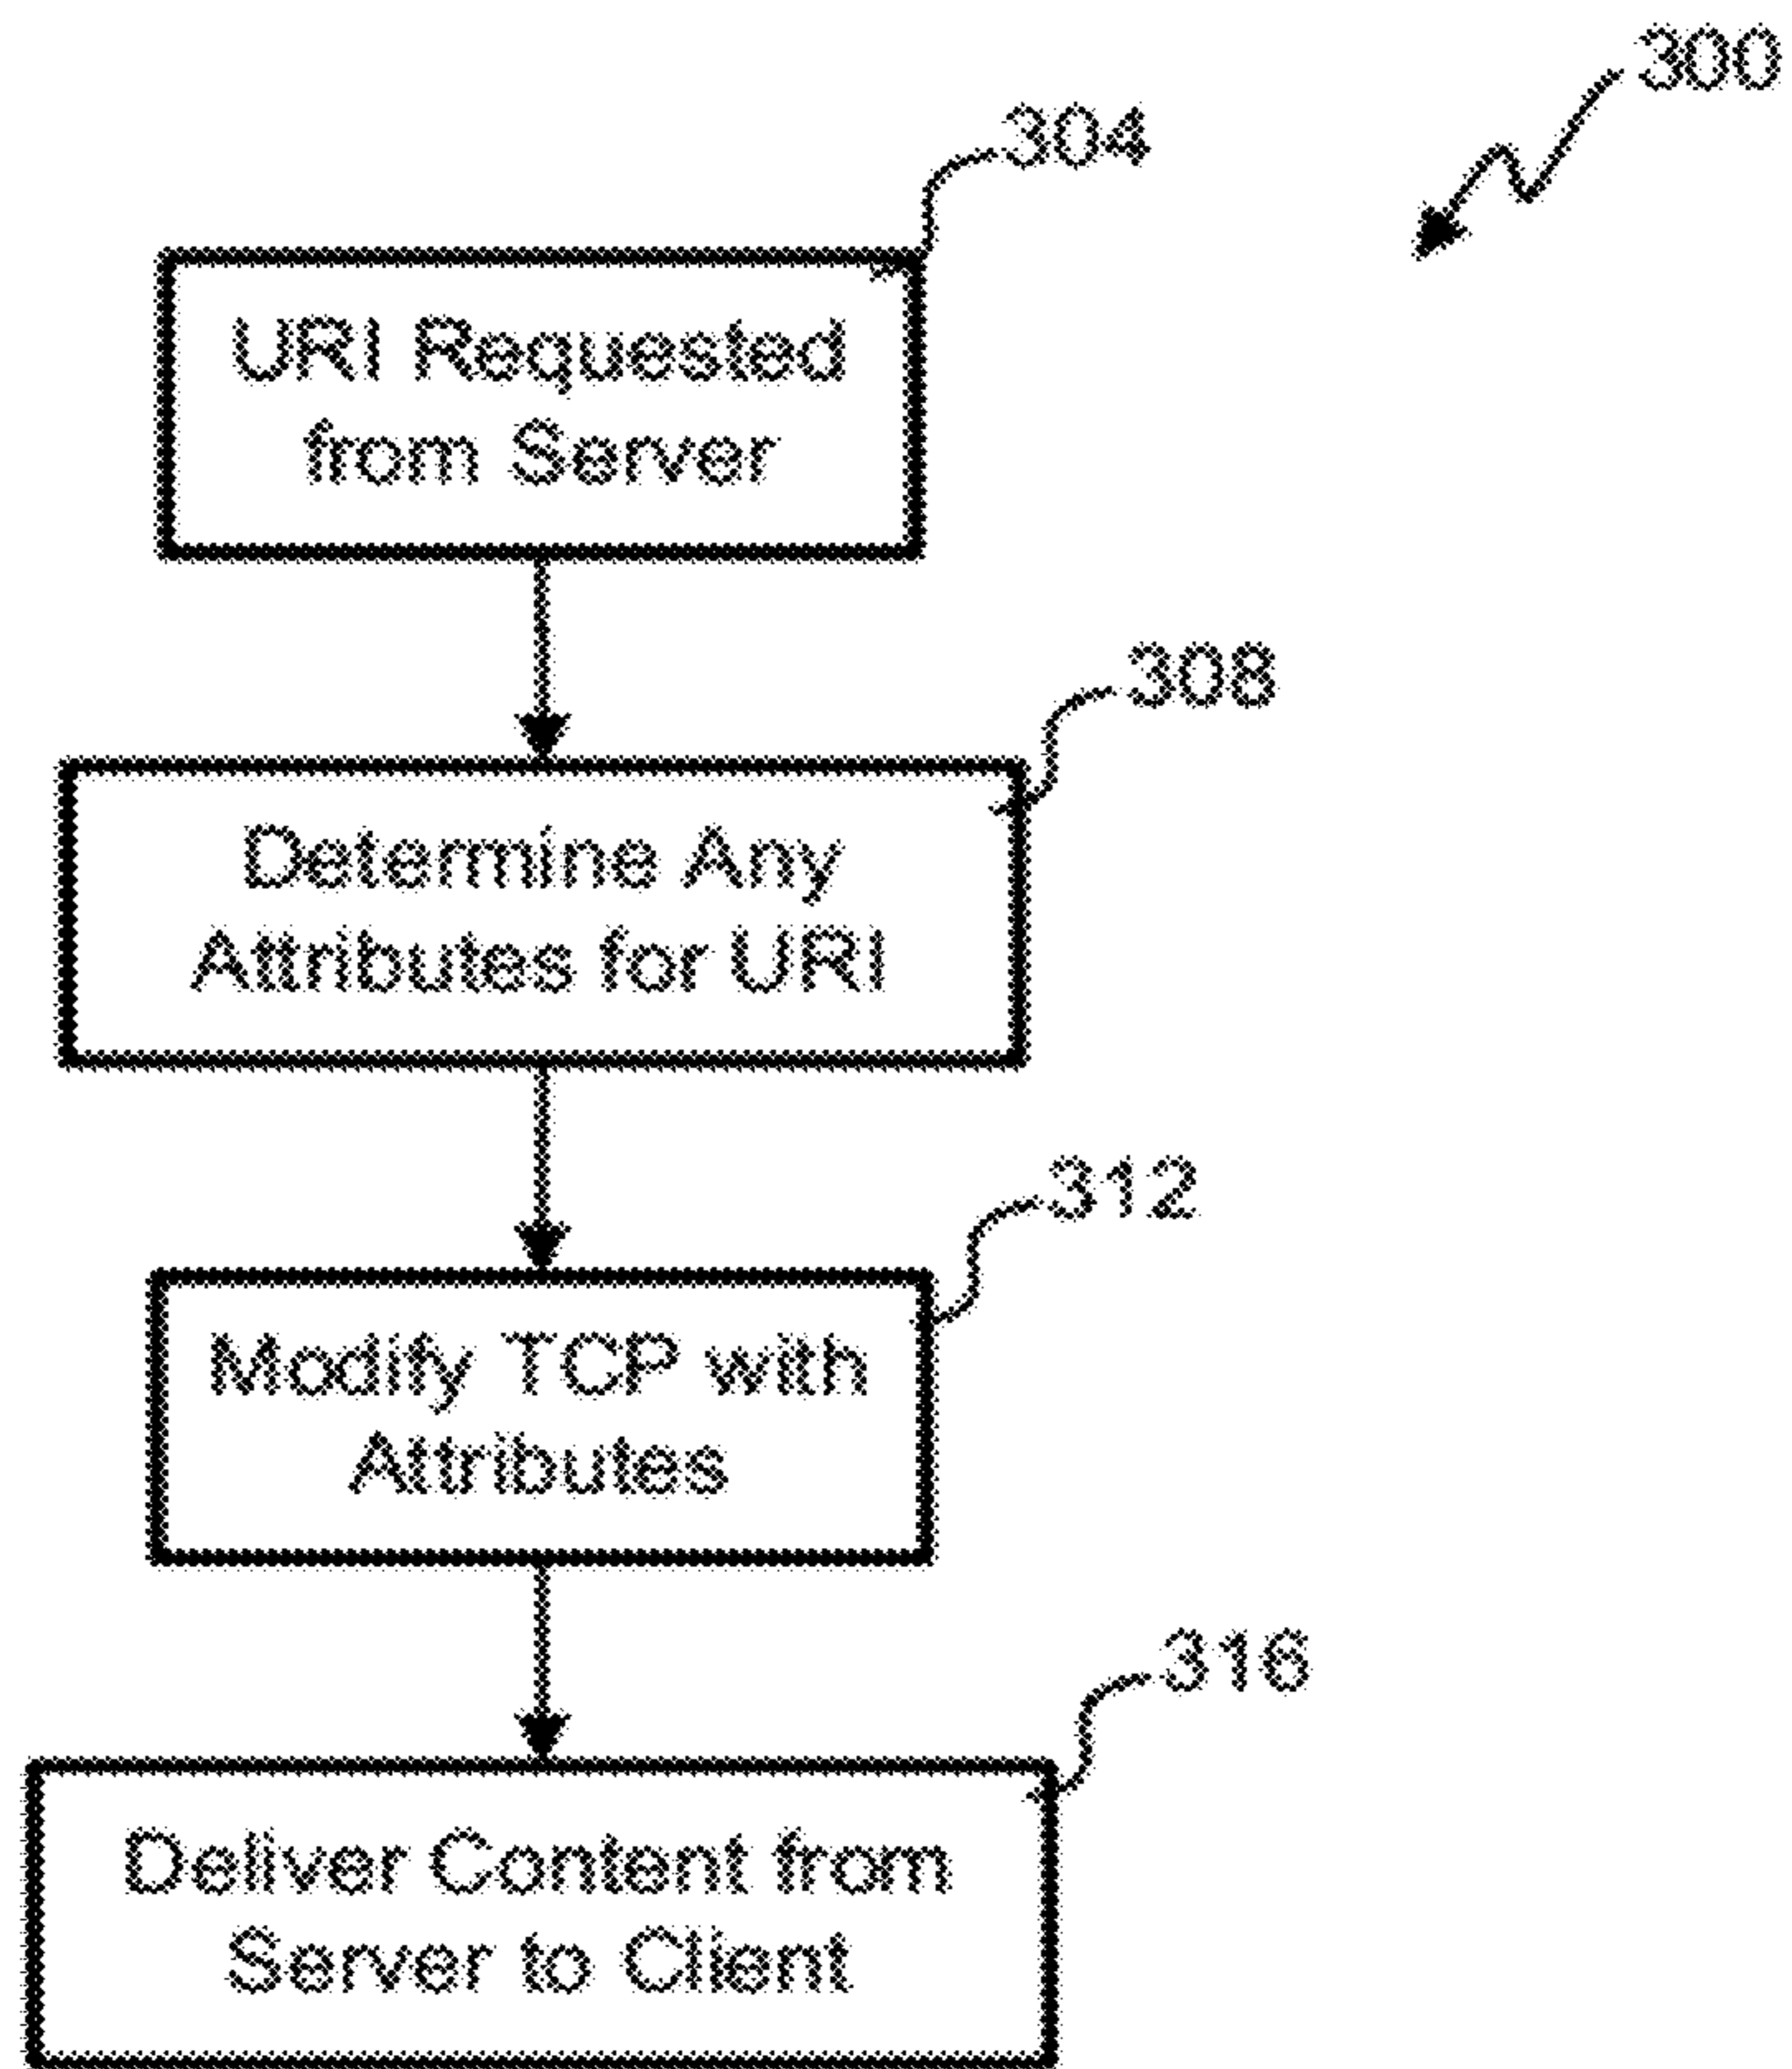 300
304
URI Requested
from Server
308
Determine Any
Attributes for URI
312
Modify TCP with
Attributes
316
Deliver Content from
Server to Client